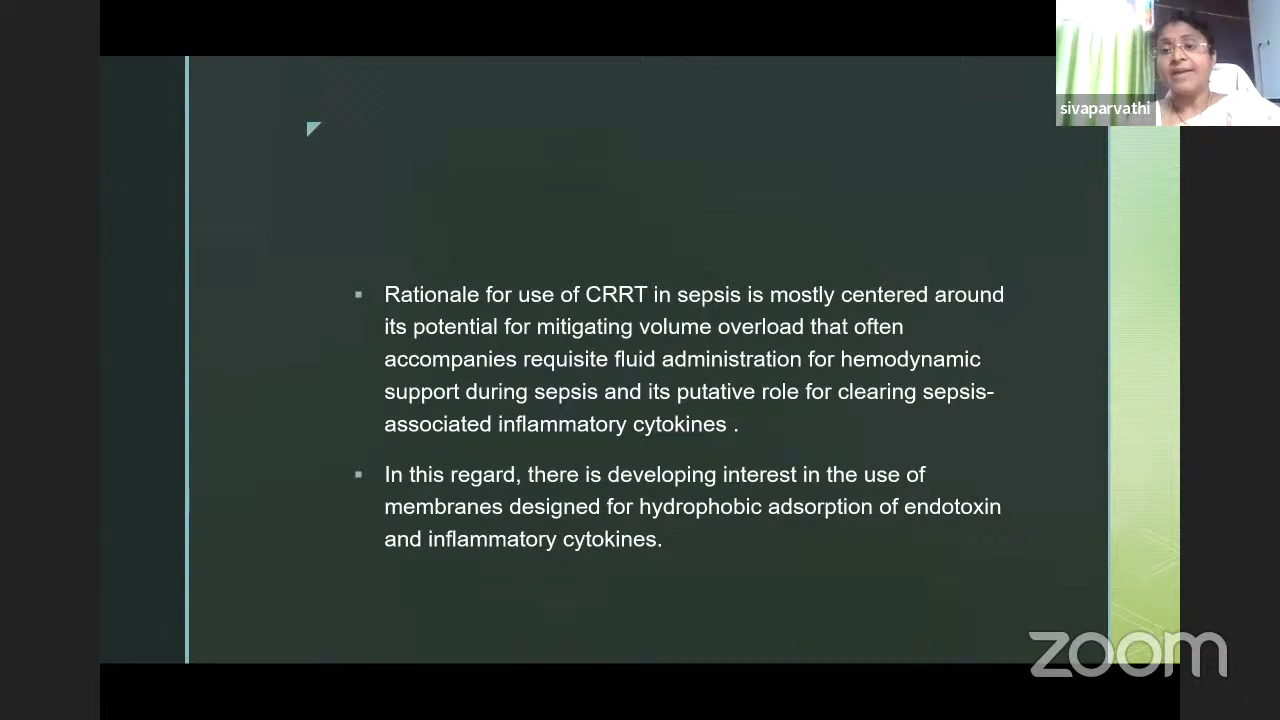 sivaparvathi
Rationale for use of CRRT in sepsis is mostly centered around
its potential for mitigating volume overload that often
accompanies requisite fluid administration for hemodynamic
support during sepsis and its putative role for clearing sepsis-
associated inflammatory cytokines .
In this regard, there is developing interest in the use of
membranes designed for hydrophobic adsorption of endotoxin
and inflammatory cytokines.
zoom